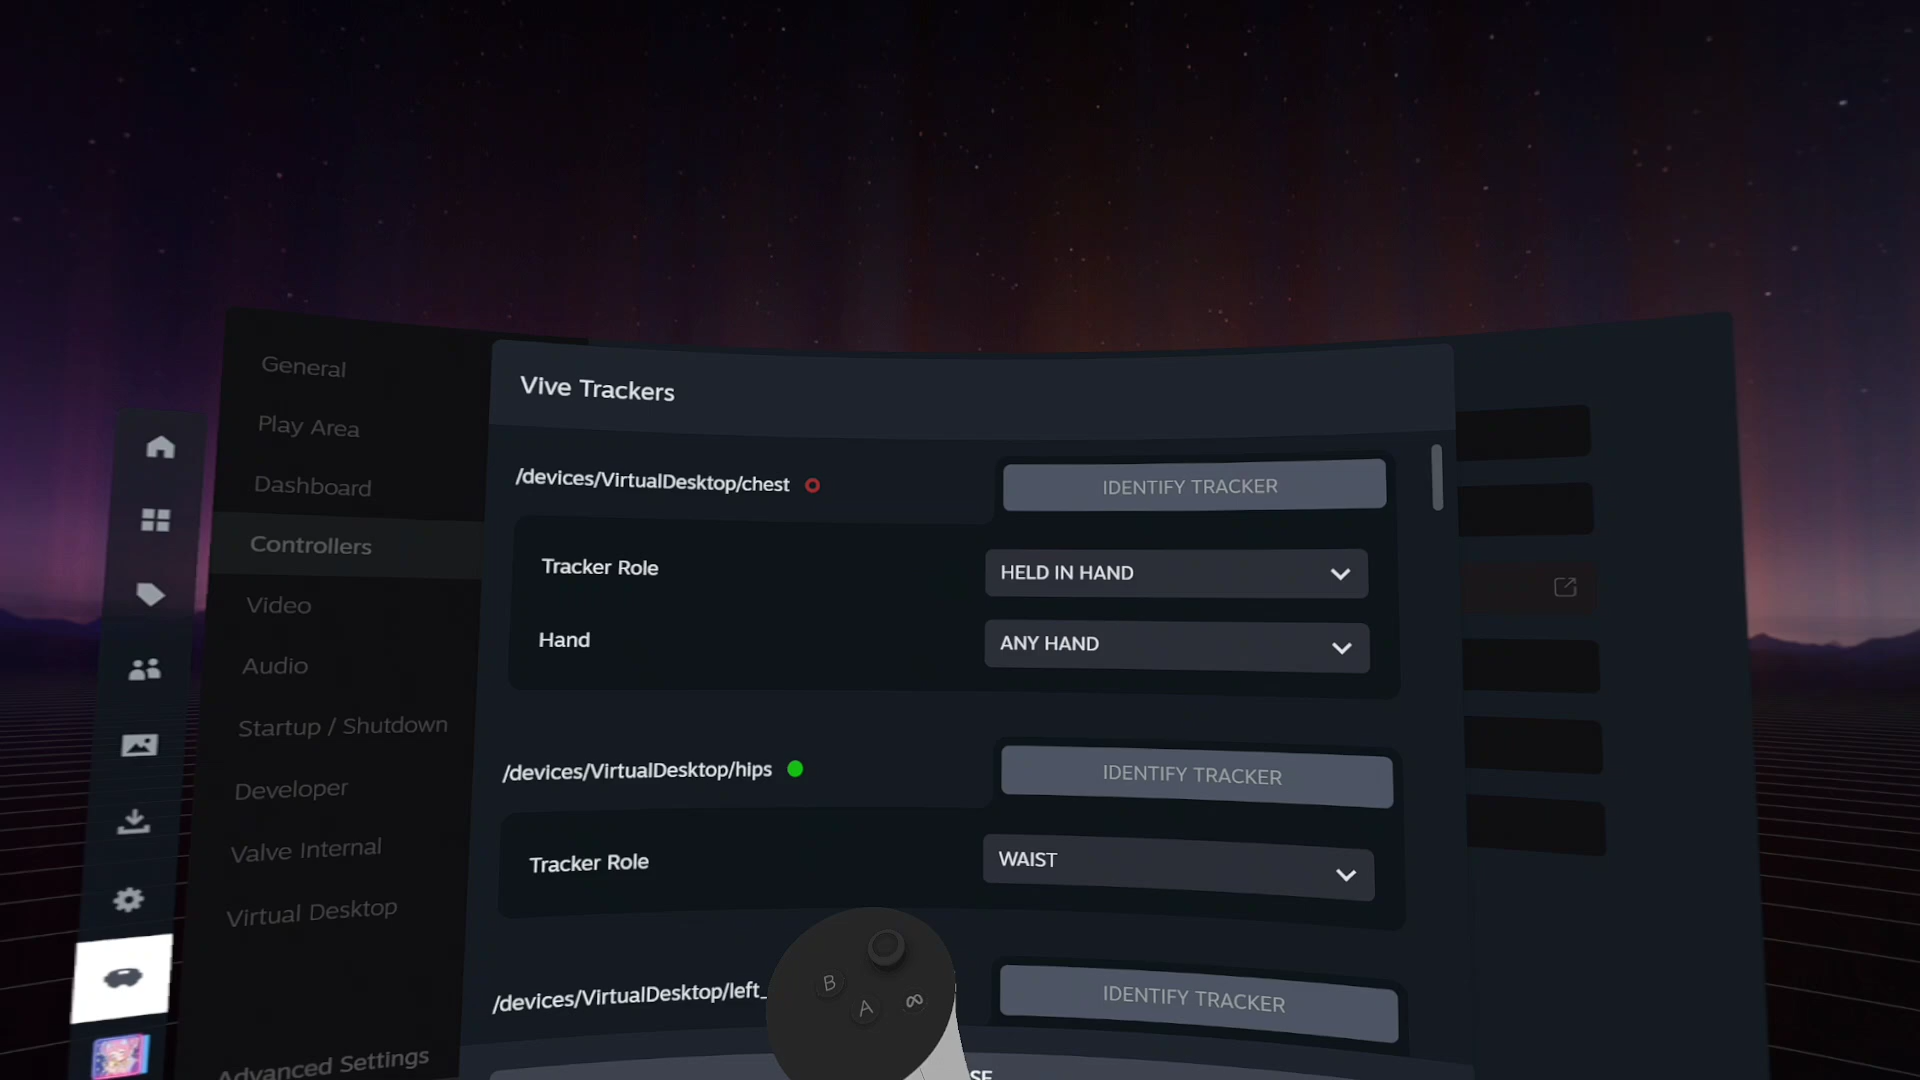 General
Play Area
Dashboard
Controllers
Video
Audio
Startup / Shutdown
Developer
Valve Internal
Virtual Desktop
Advanced Settings
Vive Trackers
/devices/VirtualDesktop/chest
IDENTIFY TRACKER
Tracker Role
HELD IN HAND
Hand
ANY HAND
/devices/VirtualDesktop/hips
IDENTIFY TRACKER
Tracker Role
WAIST
/devices/VirtualDesktop/left_
IDENTIFY TRACKER
B
A
SE